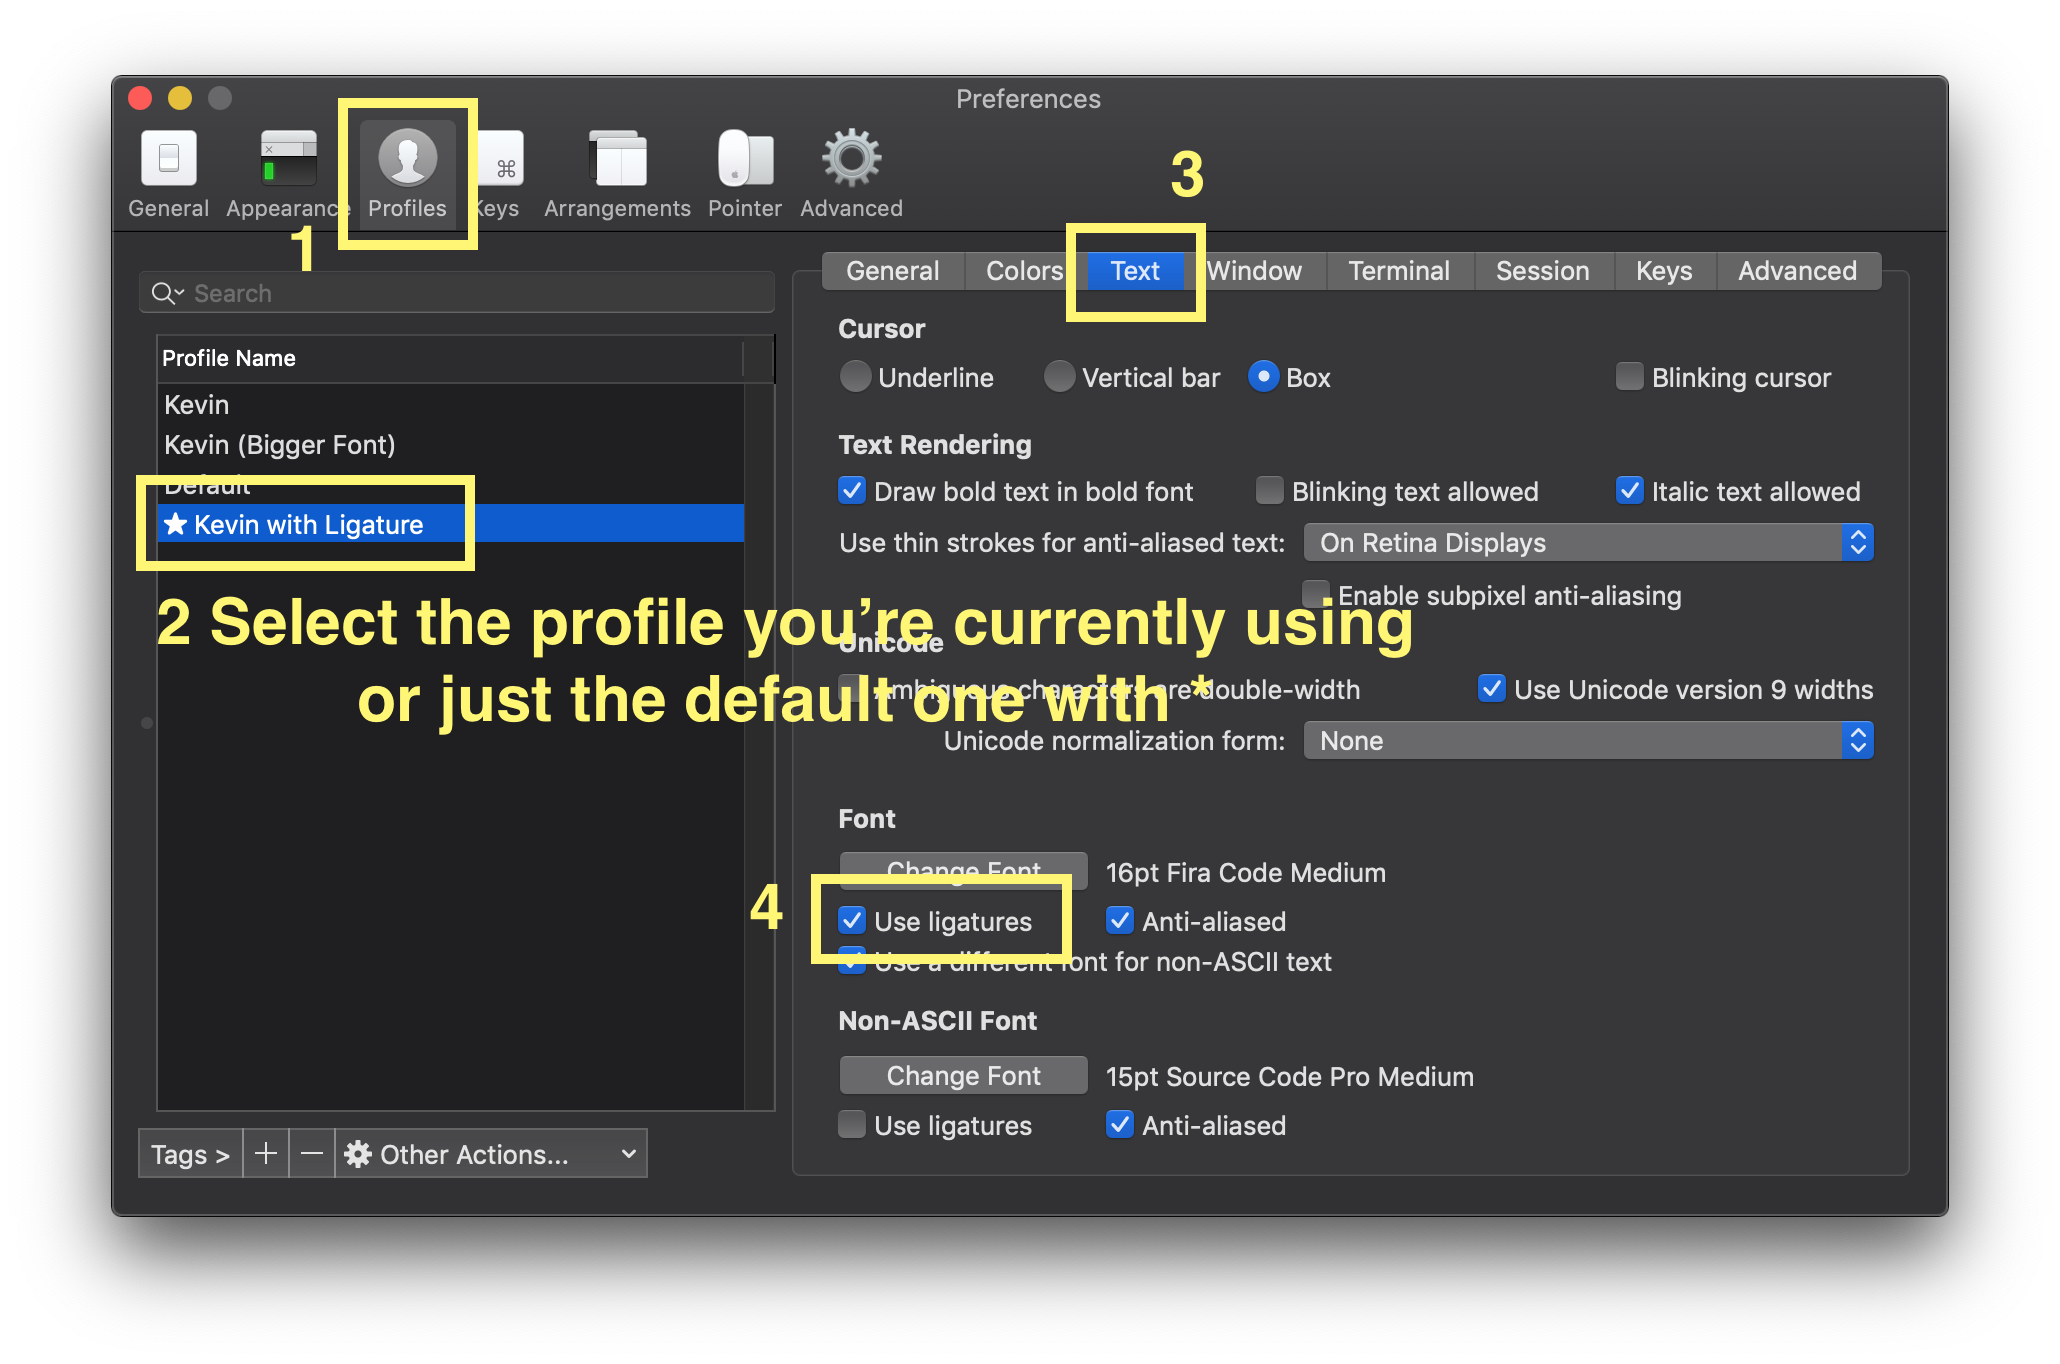 Preferences
General
Appearance
Profiles
Keys
Arrangements
Pointer
Advanced
1
3
Search
Profile Name
Kevin
Kevin (Bigger Font)
Default
★ Kevin with Ligature
2 Select the profile you're currently using
or just the default one with *
Tags >
Other Actions...
General
Colors
Text
Window
Terminal
Session
Keys
Advanced
Cursor
Underline
Vertical bar
Box
Blinking cursor
Text Rendering
Draw bold text in bold font
Blinking text allowed
Italic text allowed
Use thin strokes for anti-aliased text:
On Retina Displays
Enable subpixel anti-aliasing
Unicode
Ambiguous characters are double-width
Use Unicode version 9 widths
Unicode normalization form:
None
Font
Change Font
16pt Fira Code Medium
4
Use ligatures
Anti-aliased
Use a different font for non-ASCII text
Non-ASCII Font
Change Font
15pt Source Code Pro Medium
Use ligatures
Anti-aliased